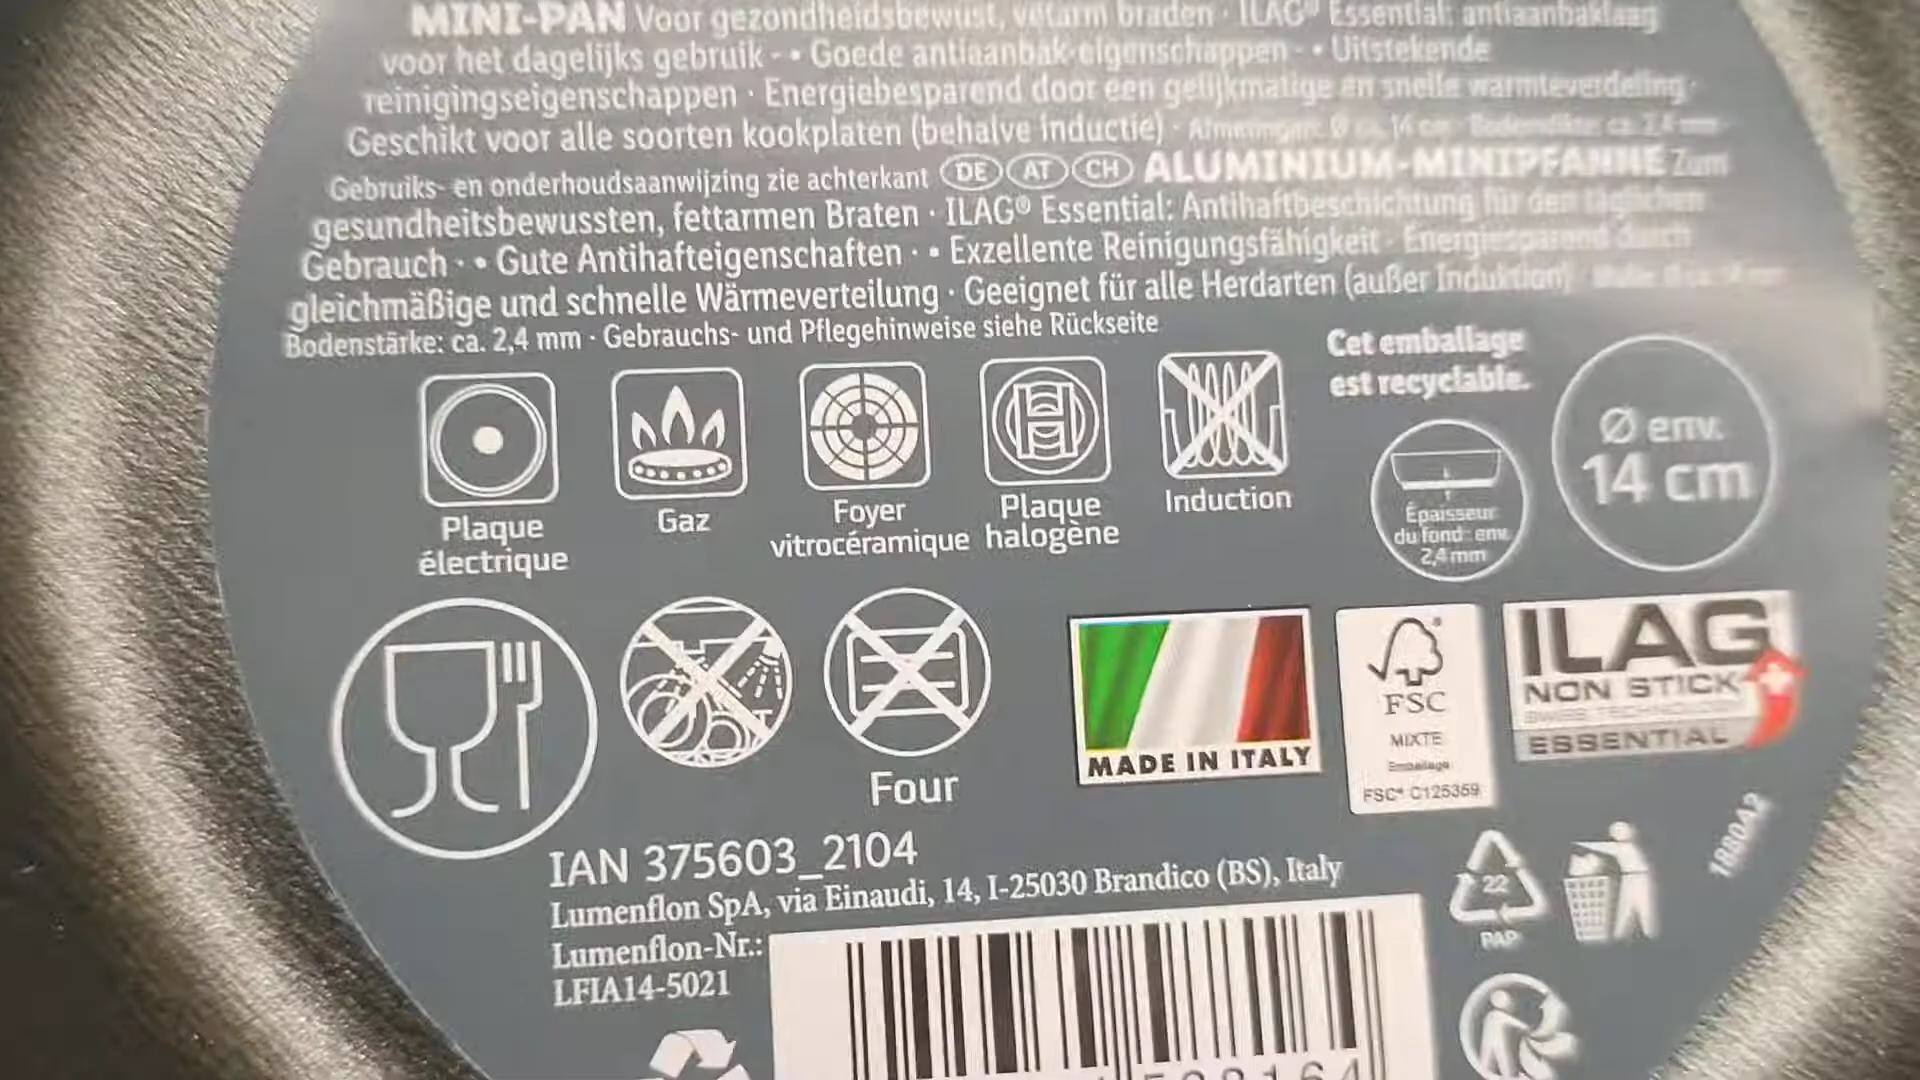 MINI-PAN Voor gezondheidsbewust, vetarm braden · ILAG® Essential: antiaanbaklaag
voor het dagelijks gebruik - • Goede antiaanbak-eigenschappen - • Uitstekende
reinigingseigenschappen · Energiebesparend door een gelijkmatige en snelle warmteverdeling ·
Geschikt voor alle soorten kookplaten (behalve inductie) · Afmetingen: Ø ca. 14 cm · Bodemdikte: ca. 2,4 mm ·
Gebruiks- en onderhoudsaanwijzing zie achterkant DE AT CH ALUMINIUM-MINIPFANNE Zum
gesundheitsbewussten, fettarmen Braten · ILAG® Essential: Antihaftbeschichtung für den täglichen
Gebrauch · • Gute Antihafteigenschaften · • Exzellente Reinigungsfähigkeit · Energiesparend durch
gleichmäßige und schnelle Wärmeverteilung · Geeignet für alle Herdarten (außer Induktion) ·
Bodenstärke: ca. 2,4 mm · Gebrauchs- und Pflegehinweise siehe Rückseite
Cet emballage
est recyclable.
Plaque
électrique
Gaz
Foyer
vitrocéramique
Plaque
halogène
Induction
Épaisseur
du fond : env.
2,4 mm
Ø env.
14 cm
Four
MADE IN ITALY
FSC
MIXTE
Emballage
FSC® C125359
ILAG
NON STICK
SWISS TECHNOLOGY
ESSENTIAL
IAN 375603_2104
Lumenflon SpA, via Einaudi, 14, I-25030 Brandico (BS), Italy
Lumenflon-Nr.:
LFIA14-5021
22
PAP
1880A2